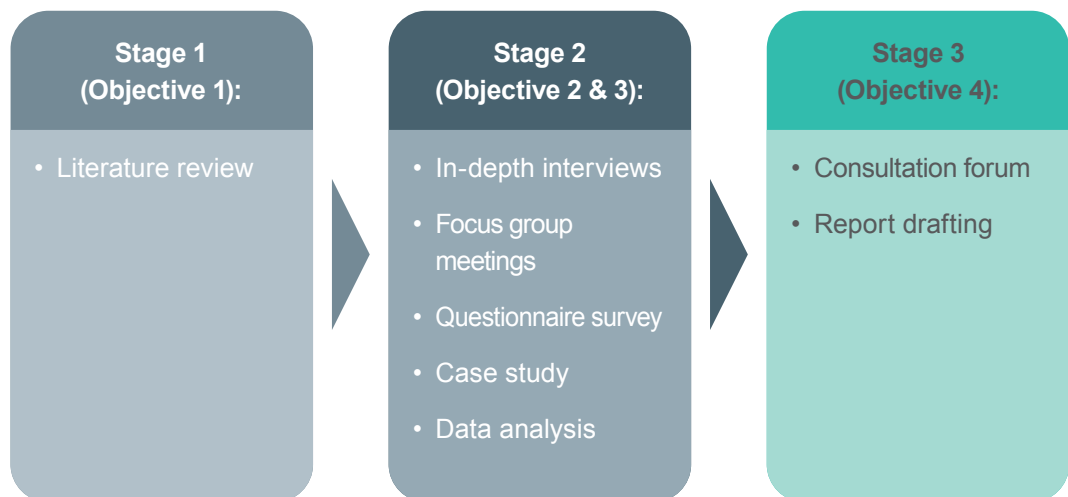 Stage 1
(Objective 1):
• Literature review
Stage 2
(Objective 2 & 3):
• In-depth interviews
• Focus group
meetings
• Questionnaire survey
• Case study
• Data analysis
Stage 3
(Objective 4):
• Consultation forum
• Report drafting